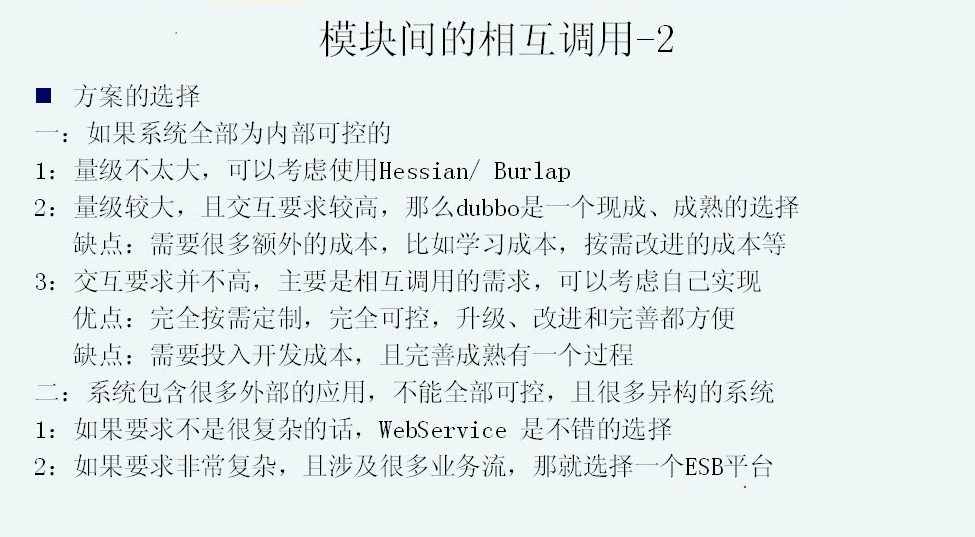 模块间的相互调用-2
■ 方案的选择
一：如果系统全部为内部可控的
1：量级不太大，可以考虑使用Hessian/ Burlap
2：量级较大，且交互要求较高，那么dubbo是一个现成、成熟的选择
缺点：需要很多额外的成本，比如学习成本，按需改进的成本等
3：交互要求并不高，主要是相互调用的需求，可以考虑自己实现
优点：完全按需定制，完全可控，升级、改进和完善都方便
缺点：需要投入开发成本，且完善成熟有一个过程
二：系统包含很多外部的应用，不能全部可控，且很多异构的系统
1：如果要求不是很复杂的话，WebService 是不错的选择
2：如果要求非常复杂，且涉及很多业务流，那就选择一个ESB平台